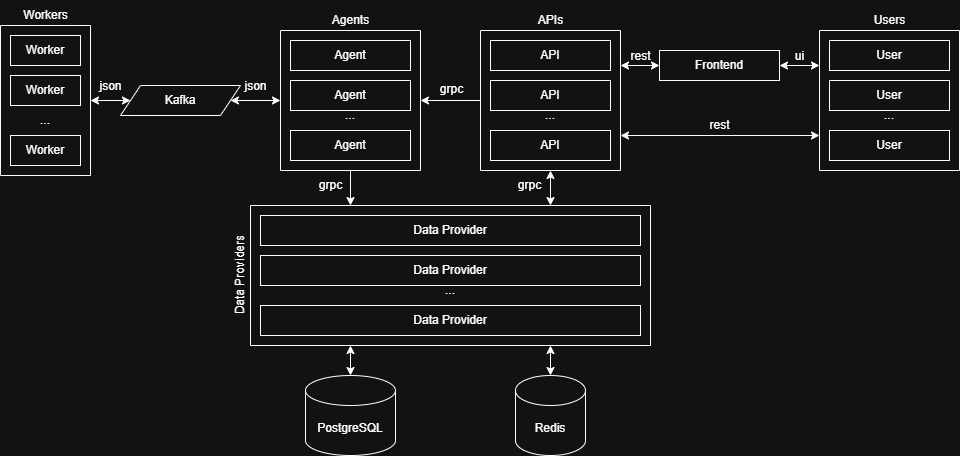 Workers
Agents
APIs
Users
Worker
Agent
API
rest
Frontend
ui
User
json
Kafka
json
Worker
Agent
grpc
API
User
...
...
...
...
Worker
Agent
API
rest
User
grpc
grpc
Data Providers
Data Provider
Data Provider
...
Data Provider
PostgreSQL
Redis